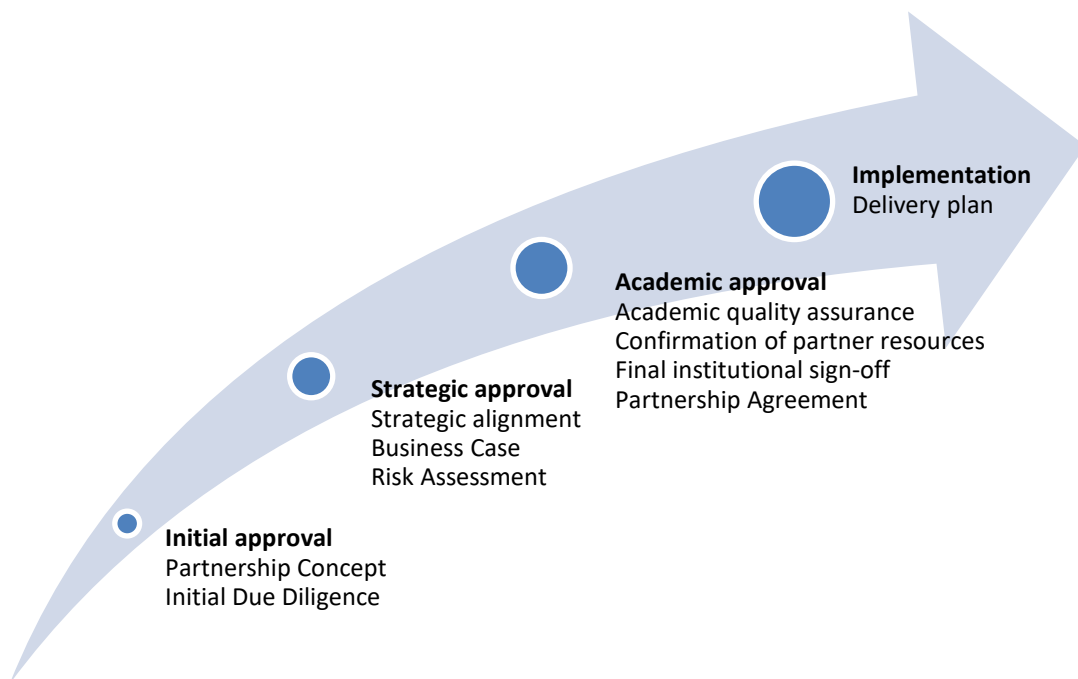 Initial approval
Partnership Concept
Initial Due Diligence
Strategic approval
Strategic alignment
Business Case
Risk Assessment
Academic approval
Academic quality assurance
Confirmation of partner resources
Final institutional sign-off
Partnership Agreement
Implementation
Delivery plan